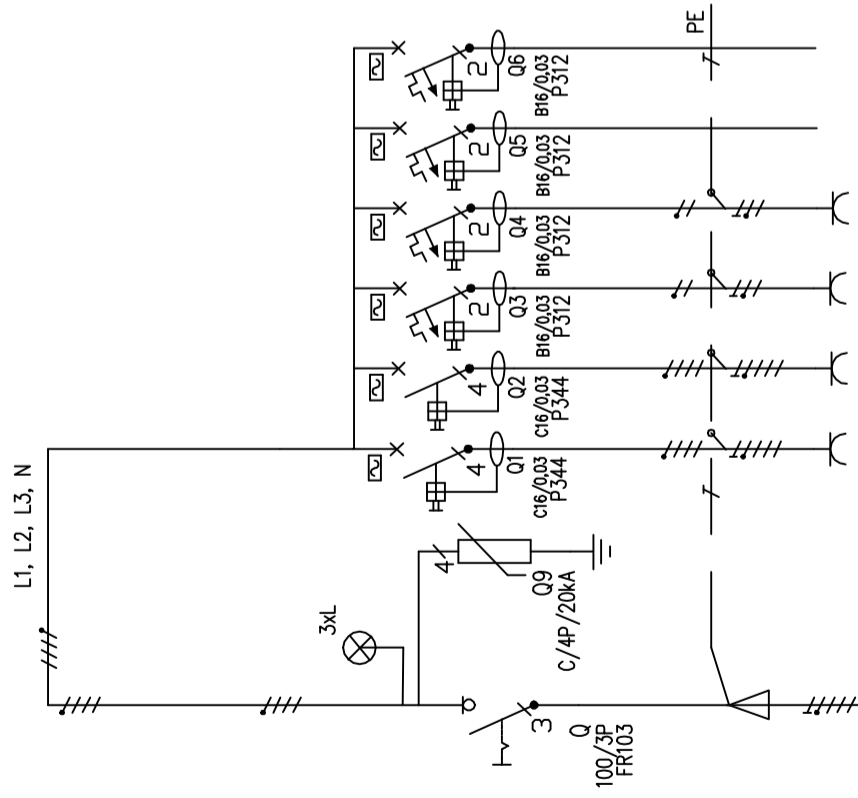 L1, L2, L3, N
3xL
3
Q
100/3P
FR103
4
Q9
C/4P/20kA
4
Q1
C16/0,03
P344
4
Q2
C16/0,03
P344
2
Q3
B16/0,03
P312
2
Q4
B16/0,03
P312
2
Q5
B16/0,03
P312
2
Q6
B16/0,03
P312
PE